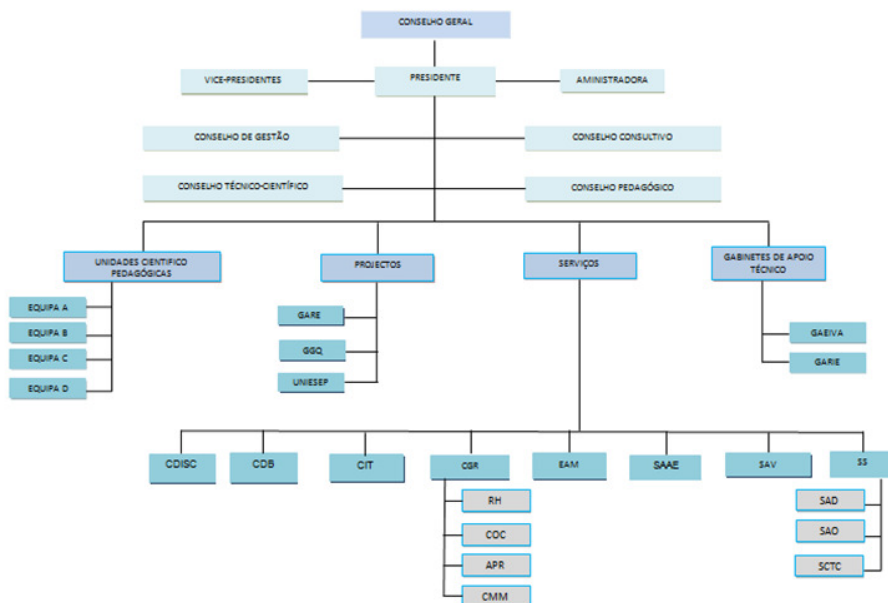 CONSELHO GERAL
VICE-PRESIDENTES
PRESIDENTE
AMINISTRADORA
CONSELHO DE GESTÃO
CONSELHO CONSULTIVO
CONSELHO TÉCNICO-CIENTÍFICO
CONSELHO PEDAGÓGICO
UNIDADES CIENTIFICO
PEDAGÓGICAS
PROJECTOS
SERVIÇOS
GABINETES DE APOIO
TÉCNICO
EQUIPA A
EQUIPA B
EQUIPA C
EQUIPA D
GARE
GGQ
UNIESEP
GAEIVA
GARIE
CDISC
CDB
CIT
CGR
EAM
SAAE
SAV
SS
RH
COC
APR
CMM
SAD
SAO
SCTC